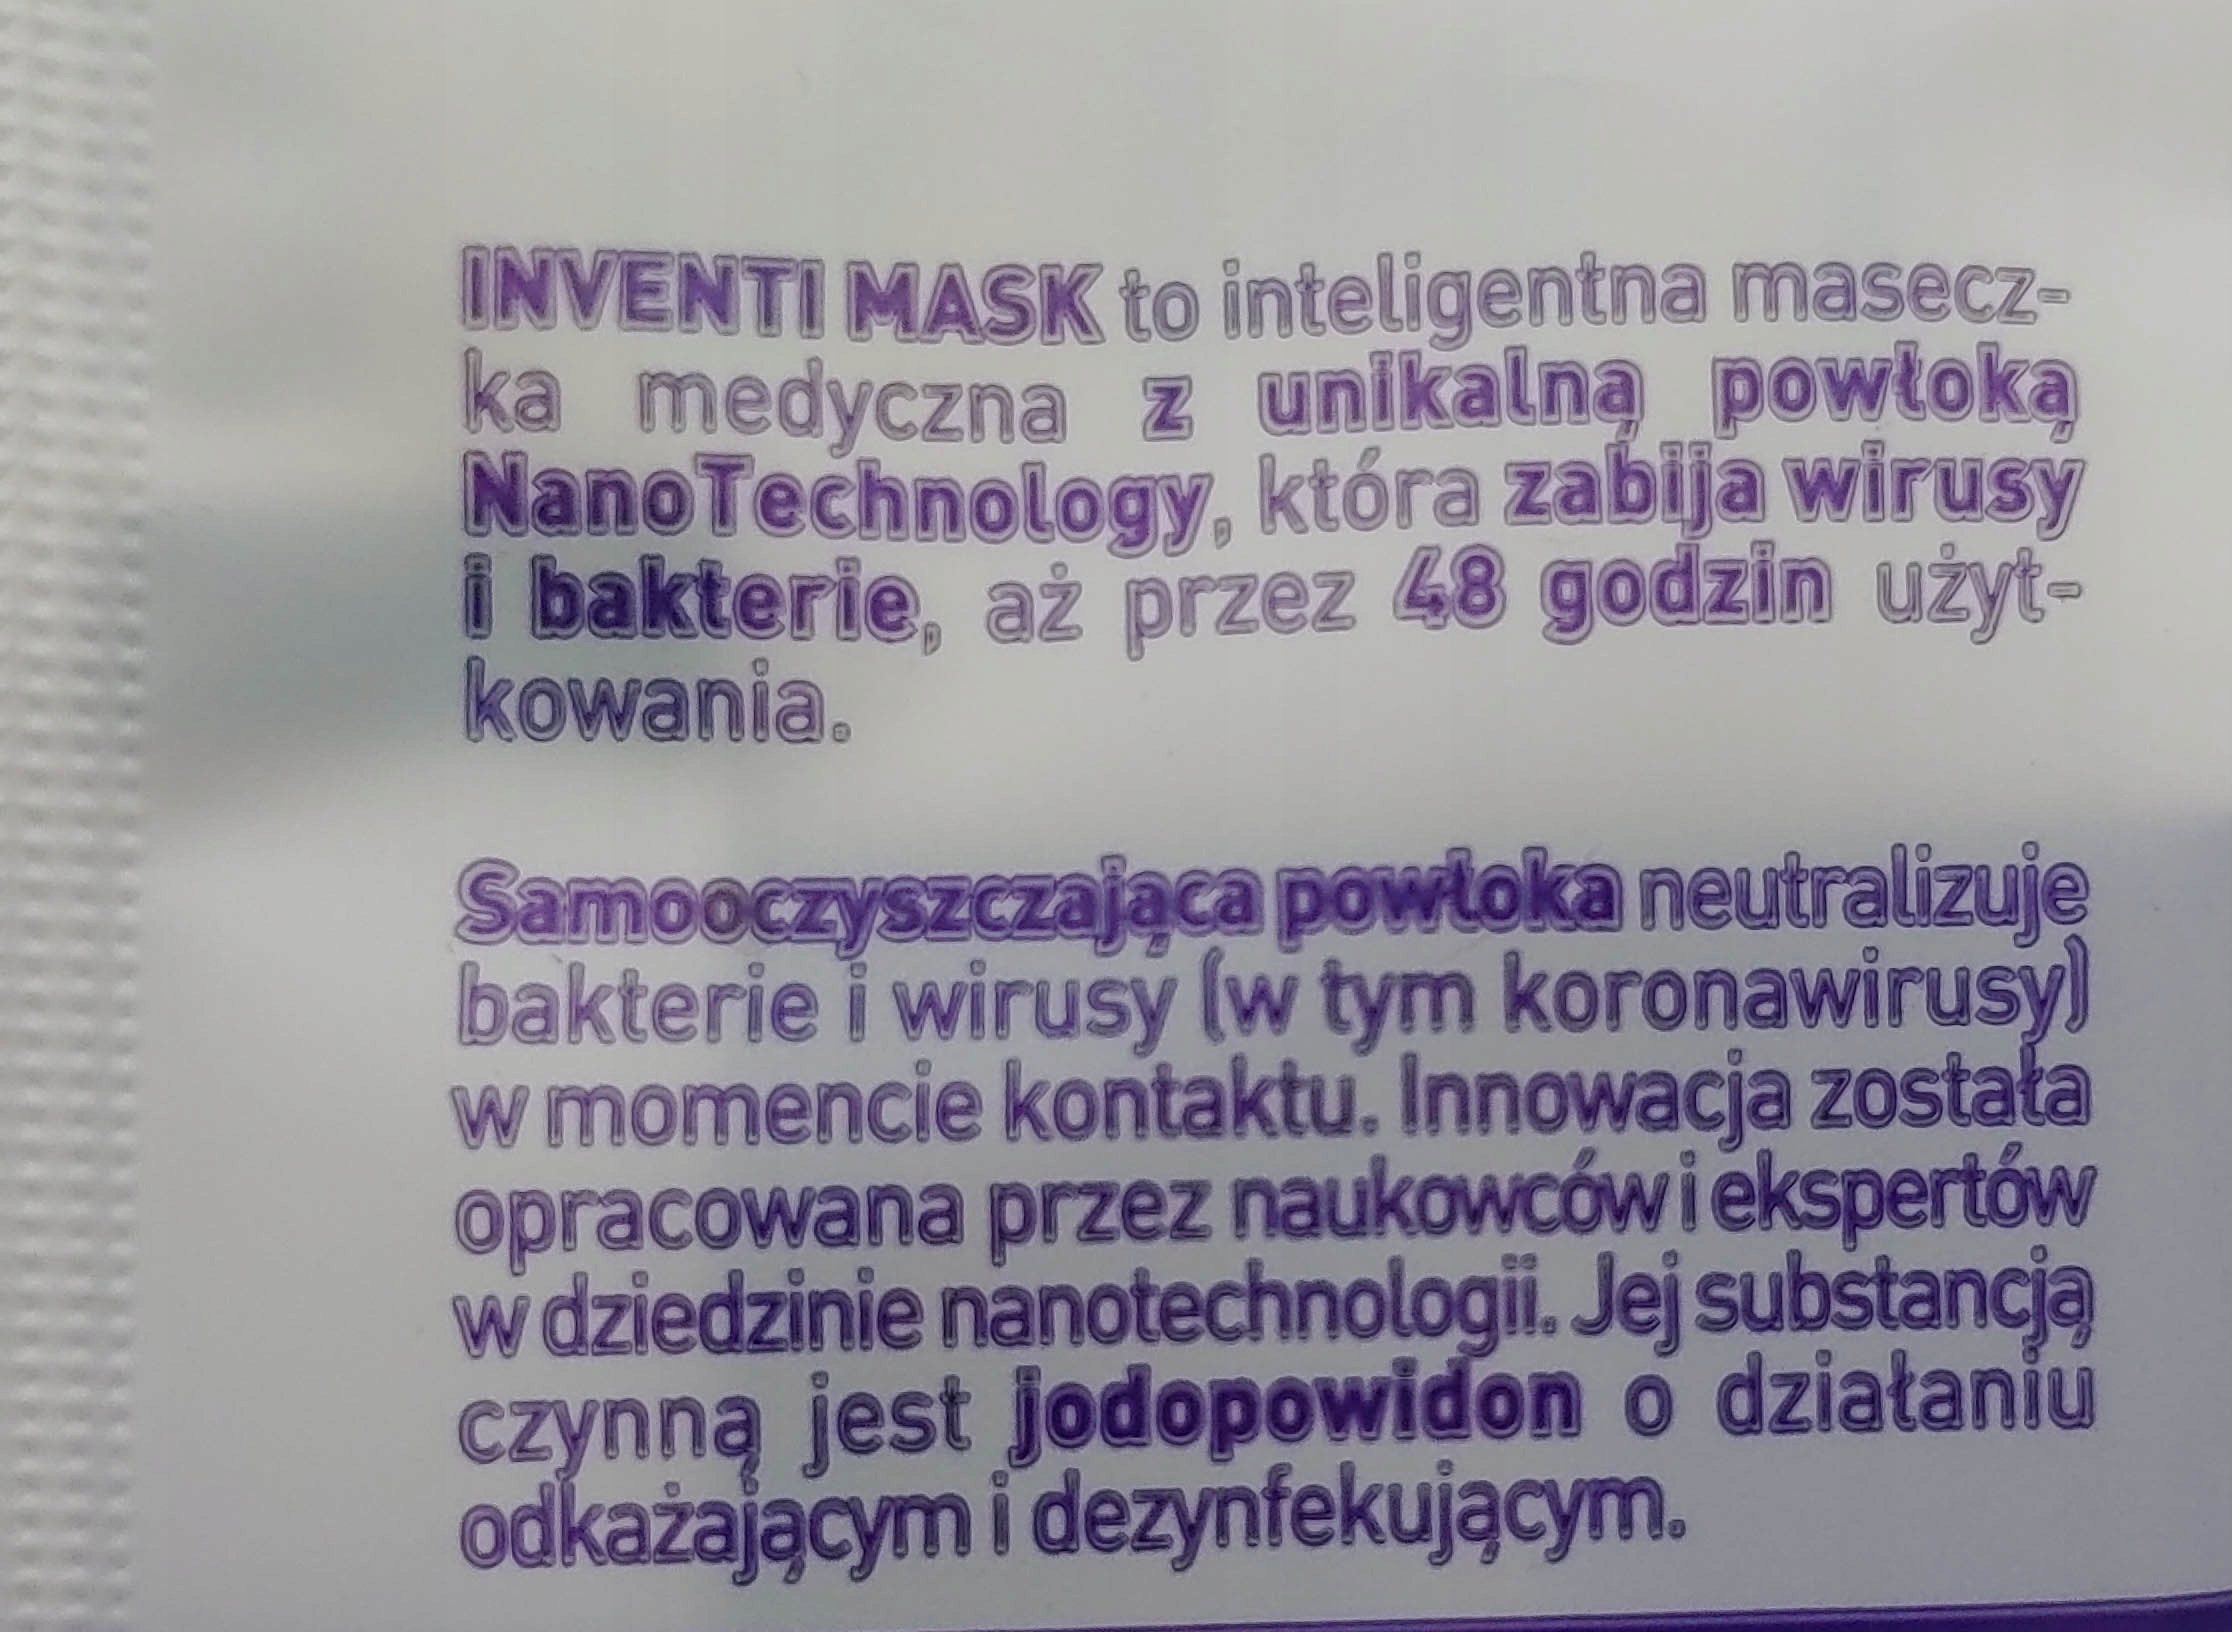 INVENTI MASK to inteligentna masecz-
ka medyczna z unikalną powłoką
NanoTechnology, która zabija wirusy
i bakterie, aż przez 48 godzin użyt-
kowania.
Samooczyszczająca powłoka neutralizuje
bakterie i wirusy (w tym koronawirusy)
w momencie kontaktu. Innowacja została
opracowana przez naukowców i ekspertów
w dziedzinie nanotechnologii. Jej substancją
czynną jest jodopowidon o działaniu
odkażającym i dezynfekującym.